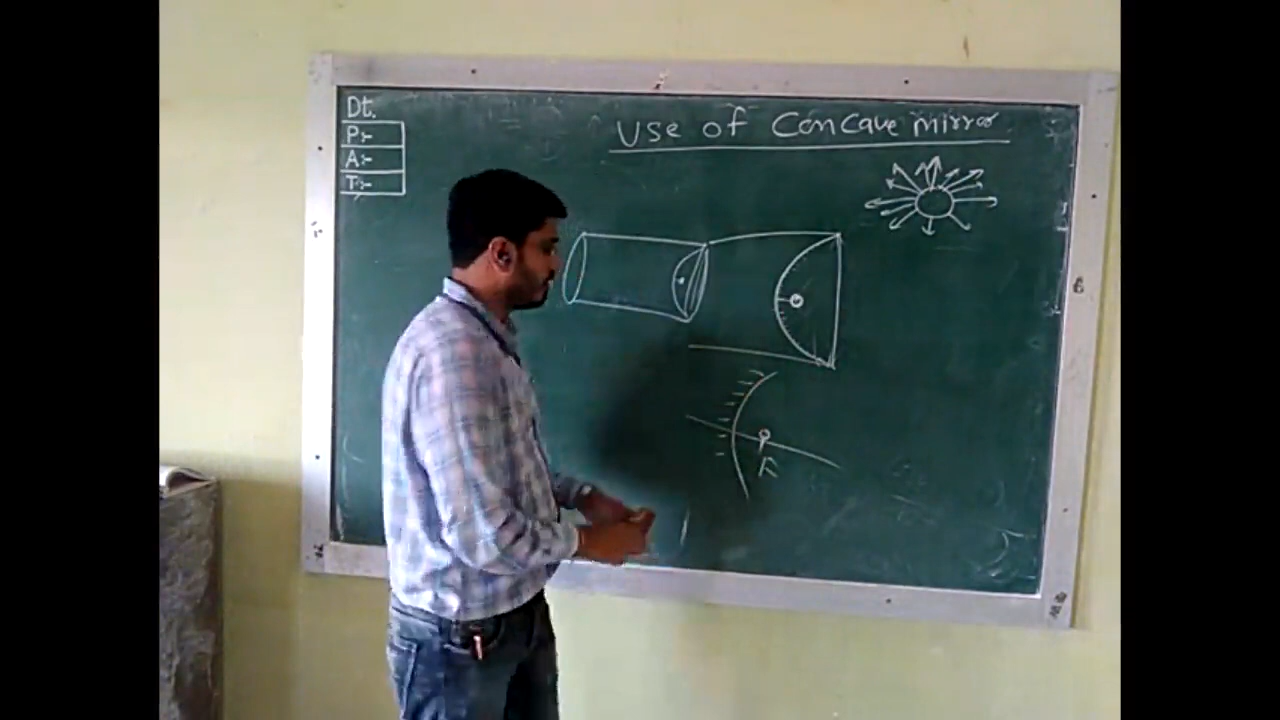 Dt.
P:-
A:-
T:-
Use of Concave mirror
F